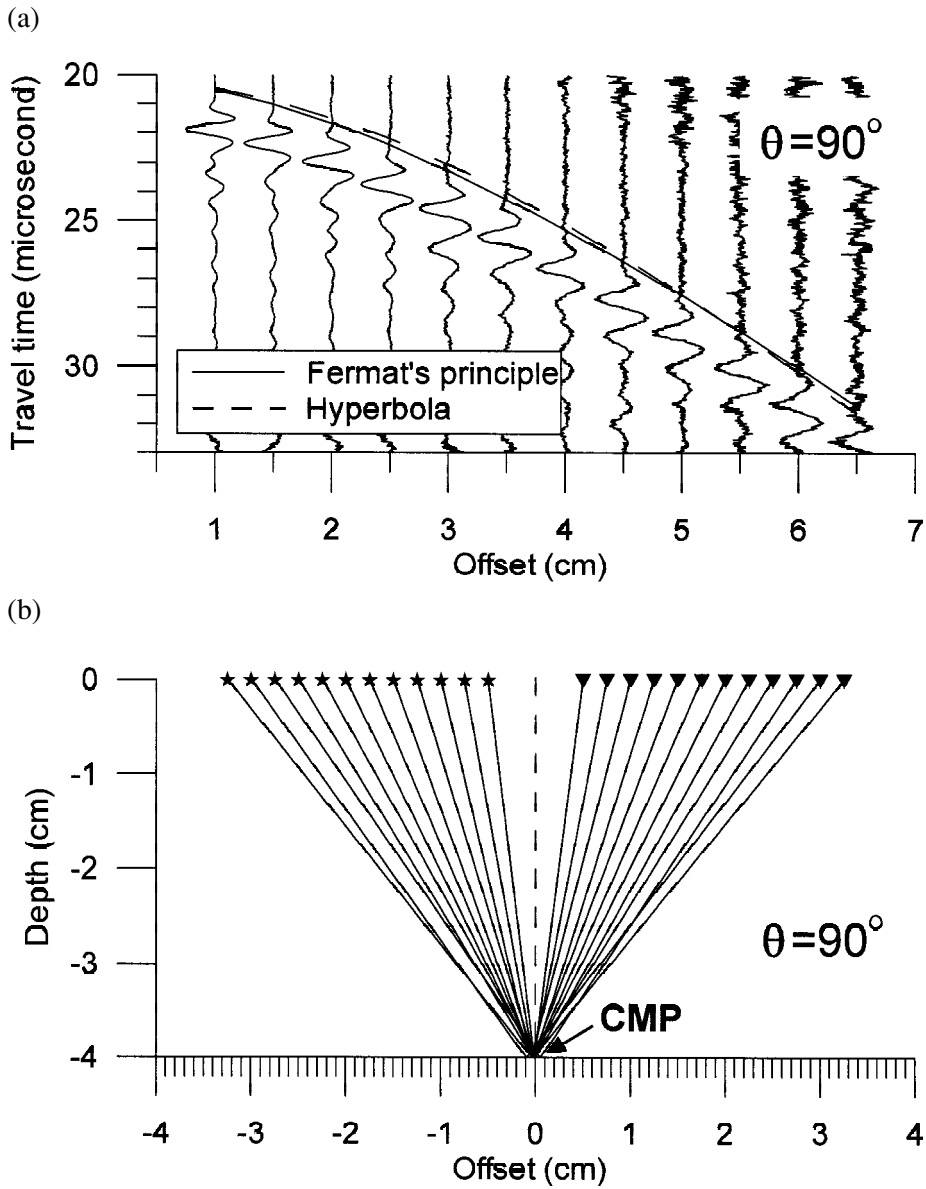 (a)
20
25
30
Travel time (microsecond)
θ=90°
Fermat's principle
Hyperbola
1 2 3 4 5 6 7
Offset (cm)
(b)
0
-1
-2
-3
-4
Depth (cm)
θ=90°
CMP
-4 -3 -2 -1 0 1 2 3 4
Offset (cm)